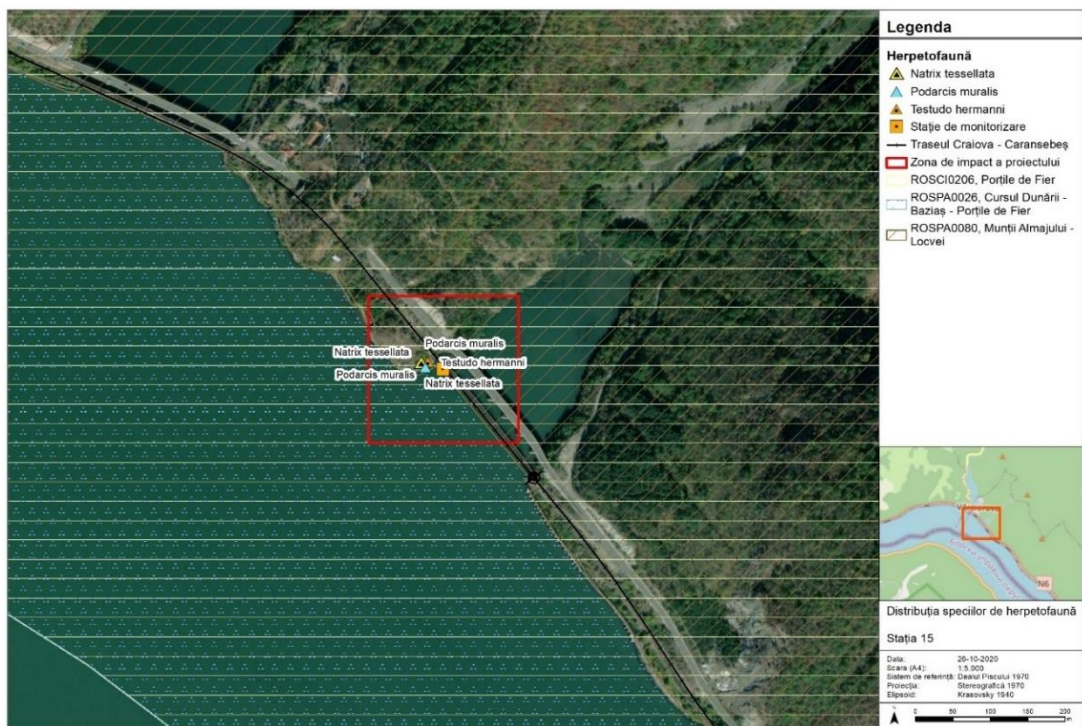 Natrix tessellata
Podarcis muralis
Testudo hermanni
Podarcis muralis
Natrix tessellata
Legenda
Herpetofaună
Natrix tessellata
Podarcis muralis
Testudo hermanni
Stație de monitorizare
Traseul Craiova - Caransebeș
Zona de impact a proiectului
ROSCI0206, Porțile de Fier
ROSPA0026, Cursul Dunării -
Baziaș - Porțile de Fier
ROSPA0080, Munții Almajului -
Locvei
N6
Distribuția speciilor de herpetofaună
Stația 15
Data: 26-10-2020
Scara (A4): 1:5.000
Sistem de referință: Dealul Piscului 1970
Proiecția: Stereografică 1970
Elipsoid: Krasovsky 1940
0 50 100 150 200
m